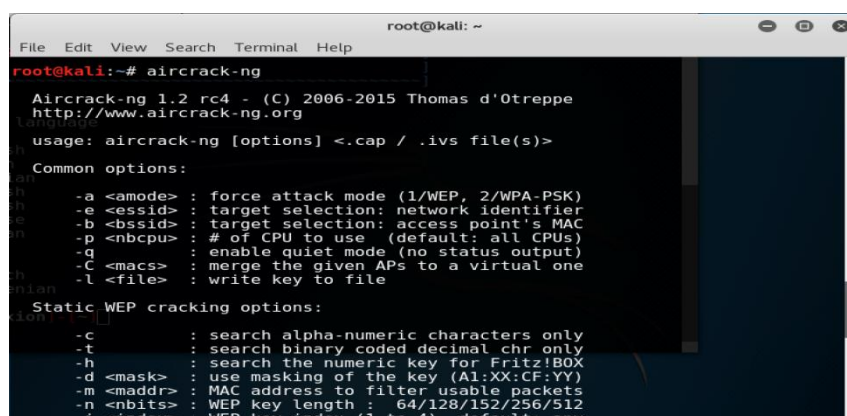 root@kali: ~
File Edit View Search Terminal Help
root@kali:~# aircrack-ng
Aircrack-ng 1.2 rc4 - (C) 2006-2015 Thomas d'Otreppe
http://www.aircrack-ng.org
language
usage: aircrack-ng [options] <.cap / .ivs file(s)>
Common options:
-a <amode> : force attack mode (1/WEP, 2/WPA-PSK)
-e <essid> : target selection: network identifier
-b <bssid> : target selection: access point's MAC
-p <nbcpu> : # of CPU to use (default: all CPUs)
-q : enable quiet mode (no status output)
-C <macs> : merge the given APs to a virtual one
-l <file> : write key to file
Static WEP cracking options:
-c : search alpha-numeric characters only
-t : search binary coded decimal chr only
-h : search the numeric key for Fritz!BOX
-d <mask> : use masking of the key (A1:XX:CF:YY)
-m <maddr> : MAC address to filter usable packets
-n <nbits> : WEP key length : 64/128/152/256/512